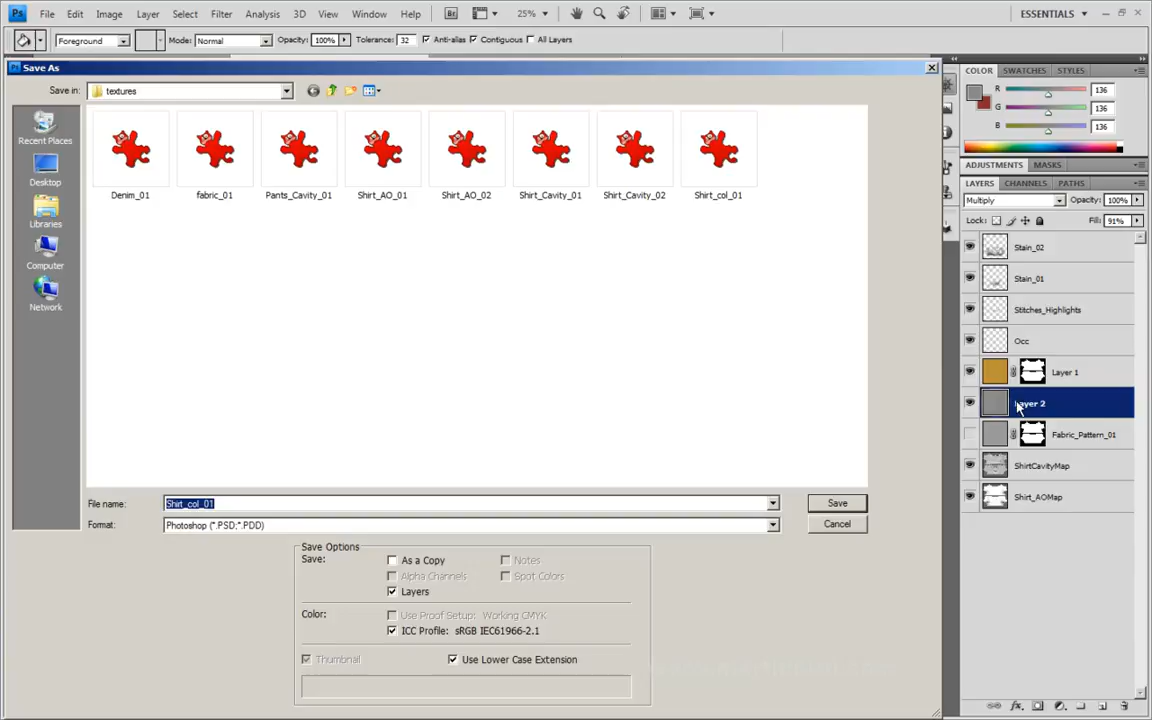 Ps File Edit Image Layer Select Filter Analysis 3D View Window Help Br 25% ESSENTIALS
Foreground Mode: Normal Opacity: 100% Tolerance: 32 Anti-alias Contiguous All Layers
Save As
Save in: textures
Recent Places
Desktop
Libraries
Computer
Network
Denim_01 fabric_01 Pants_Cavity_01 Shirt_AO_01 Shirt_AO_02 Shirt_Cavity_01 Shirt_Cavity_02 Shirt_col_01
File name: Shirt_col_01 Save
Format: Photoshop (*.PSD;*.PDD) Cancel
Save Options
Save: As a Copy Notes
Alpha Channels Spot Colors
Layers
Color: Use Proof Setup: Working CMYK
ICC Profile: sRGB IEC61966-2.1
Thumbnail Use Lower Case Extension
COLOR SWATCHES STYLES
R 136
G 136
B 136
ADJUSTMENTS MASKS
LAYERS CHANNELS PATHS
Multiply Opacity: 100%
Lock: Fill: 91%
Stain_02
Stain_01
Stitches_Highlights
Occ
Layer 1
Layer 2
Fabric_Pattern_01
ShirtCavityMap
Shirt_AOMap
fx